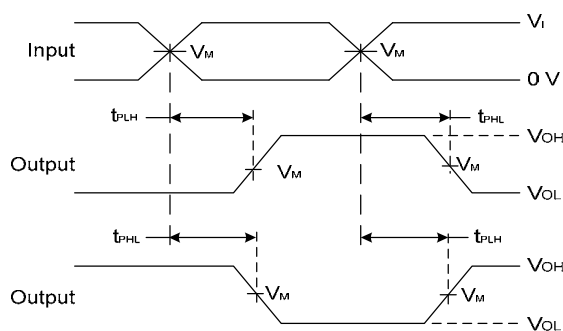 VI
Input VM VM
0 V
tPLH tPHL
VOH
Output VM VM
VOL
tPHL tPLH
VOH
Output VM VM
VOL